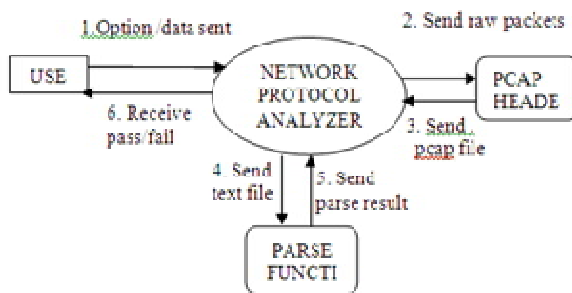 1.Option /data sent
2. Send raw packets
USE
NETWORK
PROTOCOL
ANALYZER
PCAP
HEADE
6. Receive
pass/fail
3. Send .
pcap file
4. Send
text file
5. Send
parse result
PARSE
FUNCTI